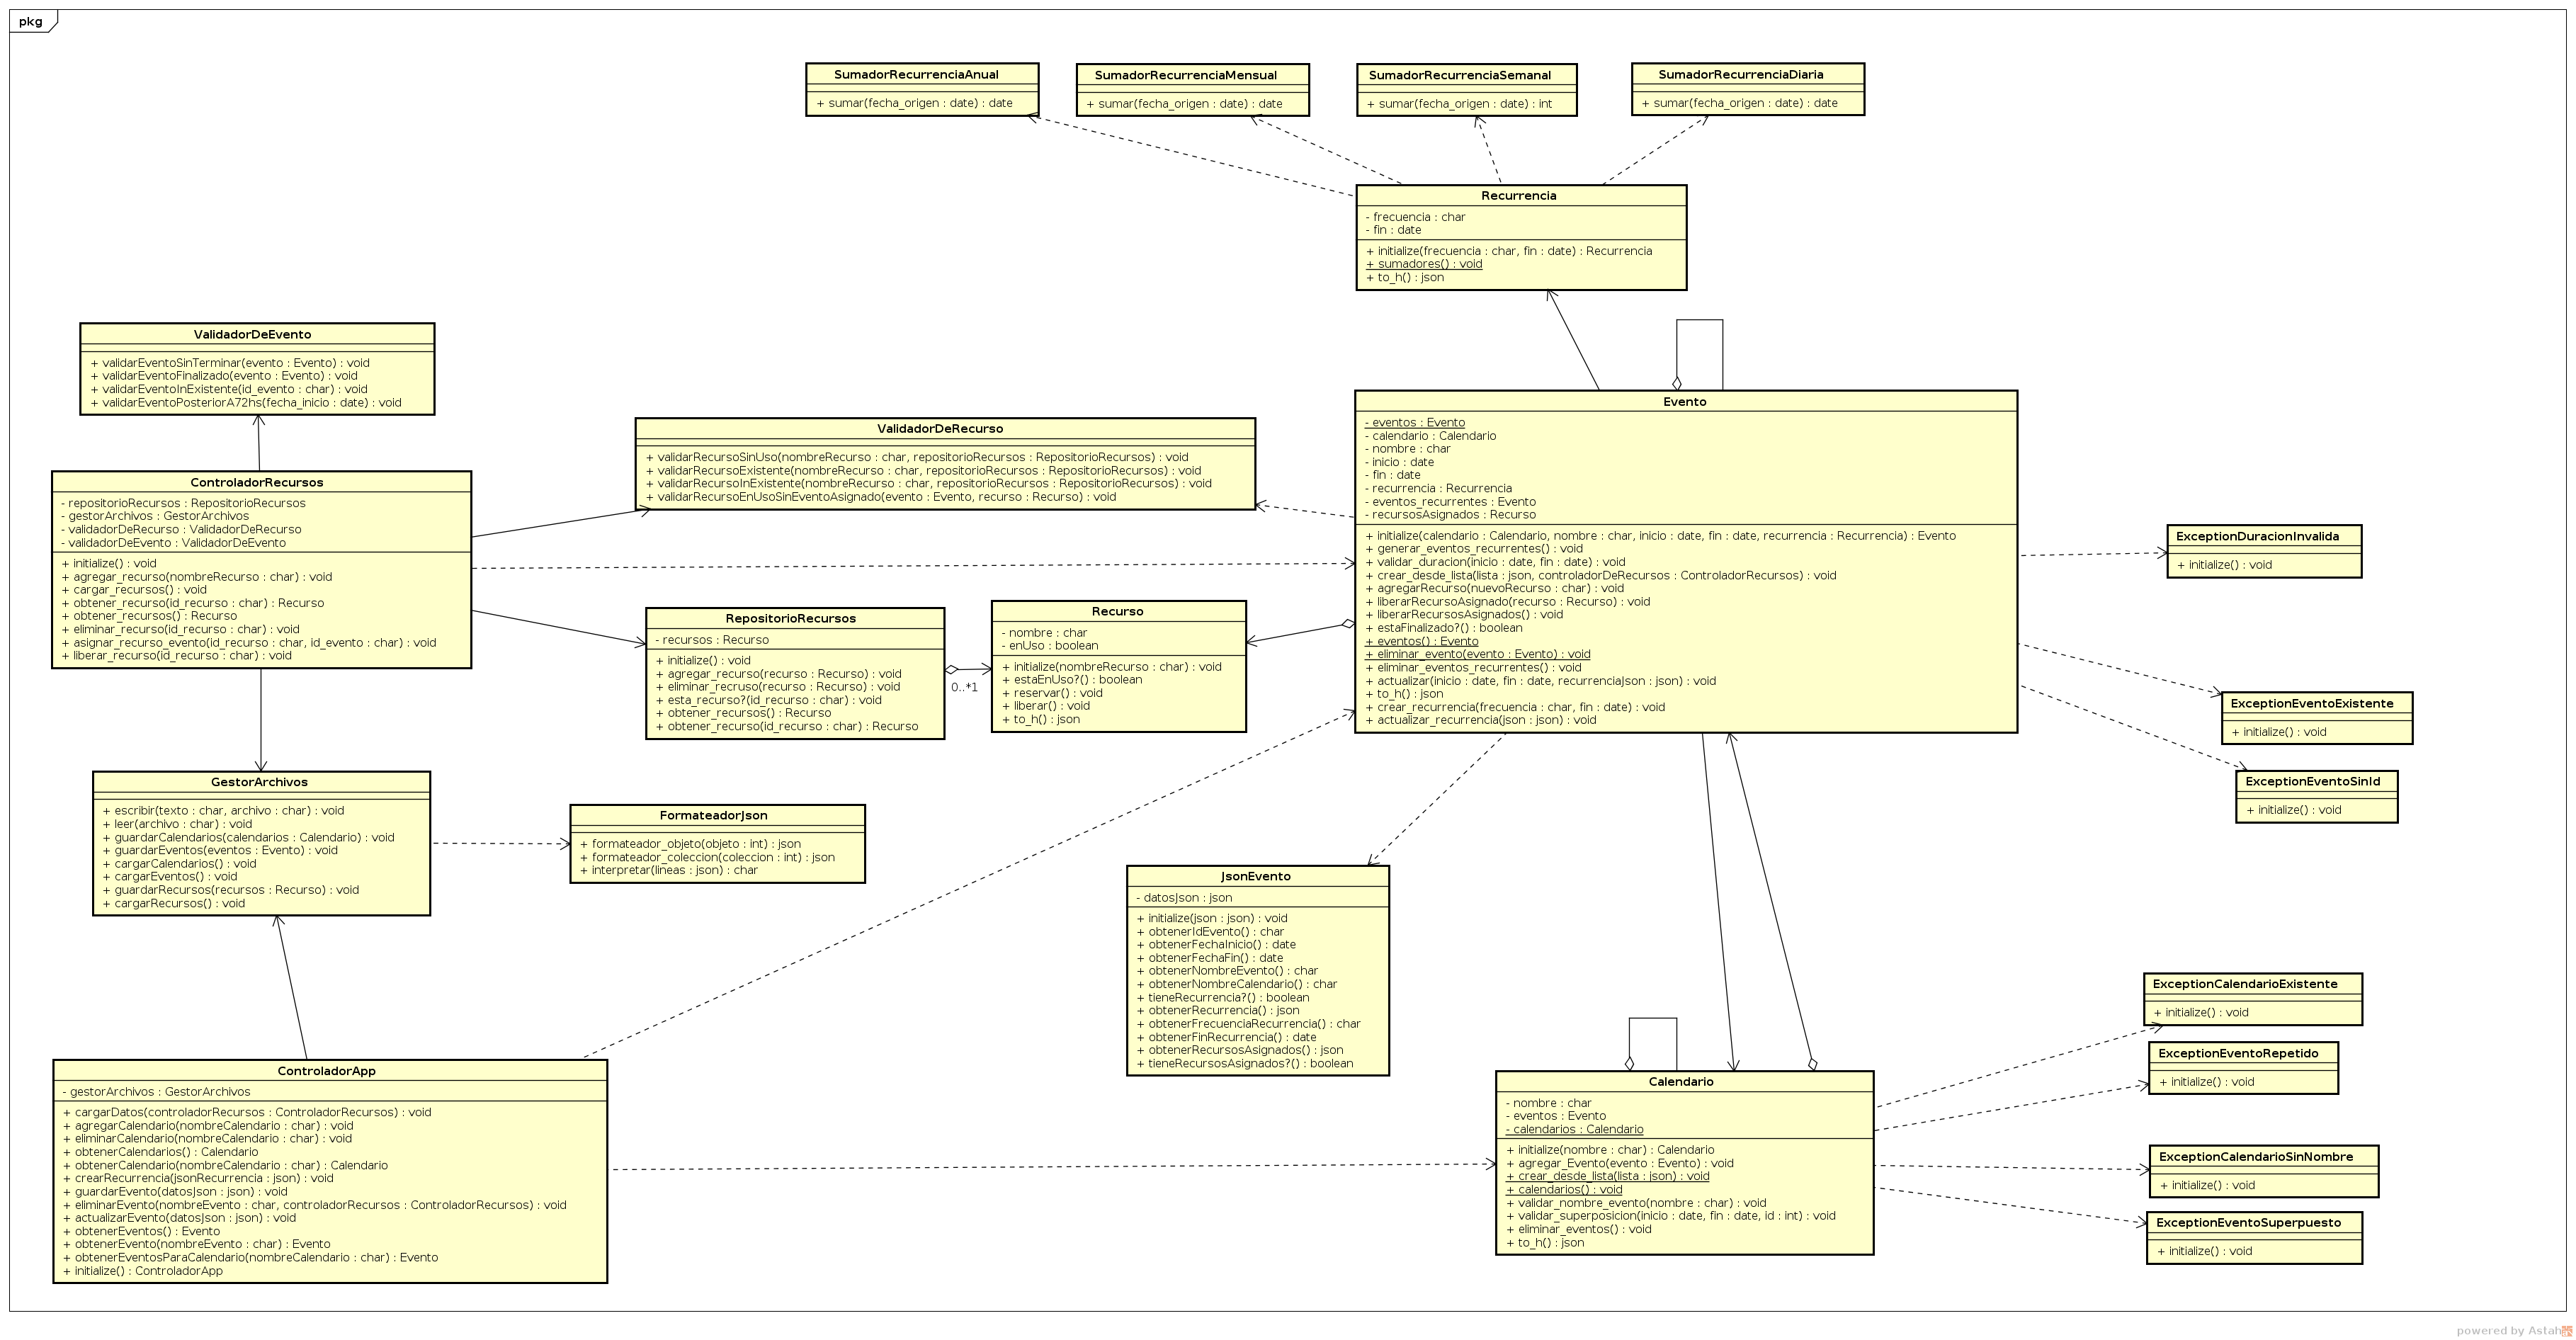 pkg
SumadorRecurrenciaAnual
+ sumar(fecha_origen : date) : date
SumadorRecurrenciaMensual
+ sumar(fecha_origen : date) : date
SumadorRecurrenciaSemanal
+ sumar(fecha_origen : date) : int
SumadorRecurrenciaDiaria
+ sumar(fecha_origen : date) : date
Recurrencia
- frecuencia : char
- fin : date
+ initialize(frecuencia : char, fin : date) : Recurrencia
+ sumadores() : void
+ to_h() : json
ValidadorDeEvento
+ validarEventoSinTerminar(evento : Evento) : void
+ validarEventoFinalizado(evento : Evento) : void
+ validarEventoInExistente(id_evento : char) : void
+ validarEventoPosteriorA72hs(fecha_inicio : date) : void
ValidadorDeRecurso
+ validarRecursoSinUso(nombreRecurso : char, repositorioRecursos : RepositorioRecursos) : void
+ validarRecursoExistente(nombreRecurso : char, repositorioRecursos : RepositorioRecursos) : void
+ validarRecursoInExistente(nombreRecurso : char, repositorioRecursos : RepositorioRecursos) : void
+ validarRecursoEnUsoSinEventoAsignado(evento : Evento, recurso : Recurso) : void
Evento
- eventos : Evento
- calendario : Calendario
- nombre : char
- inicio : date
- fin : date
- recurrencia : Recurrencia
- eventos_recurrentes : Evento
- recursosAsignados : Recurso
+ initialize(calendario : Calendario, nombre : char, inicio : date, fin : date, recurrencia : Recurrencia) : Evento
+ generar_eventos_recurrentes() : void
+ validar_duracion(inicio : date, fin : date) : void
+ crear_desde_lista(lista : json, controladorDeRecursos : ControladorRecursos) : void
+ agregarRecurso(nuevoRecurso : char) : void
+ liberarRecursoAsignado(recurso : Recurso) : void
+ liberarRecursosAsignados() : void
+ estaFinalizado?() : boolean
+ eventos() : Evento
+ eliminar_evento(evento : Evento) : void
+ eliminar_eventos_recurrentes() : void
+ actualizar(inicio : date, fin : date, recurrenciaJson : json) : void
+ to_h() : json
+ crear_recurrencia(frecuencia : char, fin : date) : void
+ actualizar_recurrencia(json : json) : void
ControladorRecursos
- repositorioRecursos : RepositorioRecursos
- gestorArchivos : GestorArchivos
- validadorDeRecurso : ValidadorDeRecurso
- validadorDeEvento : ValidadorDeEvento
+ initialize() : void
+ agregar_recurso(nombreRecurso : char) : void
+ cargar_recursos() : void
+ obtener_recurso(id_recurso : char) : Recurso
+ obtener_recursos() : Recurso
+ eliminar_recurso(id_recurso : char) : void
+ asignar_recurso_evento(id_recurso : char, id_evento : char) : void
+ liberar_recurso(id_recurso : char) : void
ExceptionDuracionInvalida
+ initialize() : void
RepositorioRecursos
- recursos : Recurso
+ initialize() : void
+ agregar_recurso(recurso : Recurso) : void
+ eliminar_recruso(recurso : Recurso) : void
+ esta_recurso?(id_recurso : char) : void
+ obtener_recursos() : Recurso
+ obtener_recurso(id_recurso : char) : Recurso
0..*1
Recurso
- nombre : char
- enUso : boolean
+ initialize(nombreRecurso : char) : void
+ estaEnUso?() : boolean
+ reservar() : void
+ liberar() : void
+ to_h() : json
ExceptionEventoExistente
+ initialize() : void
ExceptionEventoSinId
+ initialize() : void
GestorArchivos
+ escribir(texto : char, archivo : char) : void
+ leer(archivo : char) : void
+ guardarCalendarios(calendarios : Calendario) : void
+ guardarEventos(eventos : Evento) : void
+ cargarCalendarios() : void
+ cargarEventos() : void
+ guardarRecursos(recursos : Recurso) : void
+ cargarRecursos() : void
FormateadorJson
+ formateador_objeto(objeto : int) : json
+ formateador_coleccion(coleccion : int) : json
+ interpretar(lineas : json) : char
JsonEvento
- datosJson : json
+ initialize(json : json) : void
+ obtenerIdEvento() : char
+ obtenerFechaInicio() : date
+ obtenerFechaFin() : date
+ obtenerNombreEvento() : char
+ obtenerNombreCalendario() : char
+ tieneRecurrencia?() : boolean
+ obtenerRecurrencia() : json
+ obtenerFrecuenciaRecurrencia() : char
+ obtenerFinRecurrencia() : date
+ obtenerRecursosAsignados() : json
+ tieneRecursosAsignados?() : boolean
ExceptionCalendarioExistente
+ initialize() : void
ExceptionEventoRepetido
+ initialize() : void
ControladorApp
- gestorArchivos : GestorArchivos
+ cargarDatos(controladorRecursos : ControladorRecursos) : void
+ agregarCalendario(nombreCalendario : char) : void
+ eliminarCalendario(nombreCalendario : char) : void
+ obtenerCalendarios() : Calendario
+ obtenerCalendario(nombreCalendario : char) : Calendario
+ crearRecurrencia(jsonRecurrencia : json) : void
+ guardarEvento(datosJson : json) : void
+ eliminarEvento(nombreEvento : char, controladorRecursos : ControladorRecursos) : void
+ actualizarEvento(datosJson : json) : void
+ obtenerEventos() : Evento
+ obtenerEvento(nombreEvento : char) : Evento
+ obtenerEventosParaCalendario(nombreCalendario : char) : Evento
+ initialize() : ControladorApp
Calendario
- nombre : char
- eventos : Evento
- calendarios : Calendario
+ initialize(nombre : char) : Calendario
+ agregar_Evento(evento : Evento) : void
+ crear_desde_lista(lista : json) : void
+ calendarios() : void
+ validar_nombre_evento(nombre : char) : void
+ validar_superposicion(inicio : date, fin : date, id : int) : void
+ eliminar_eventos() : void
+ to_h() : json
ExceptionCalendarioSinNombre
+ initialize() : void
ExceptionEventoSuperpuesto
+ initialize() : void
powered by Astah